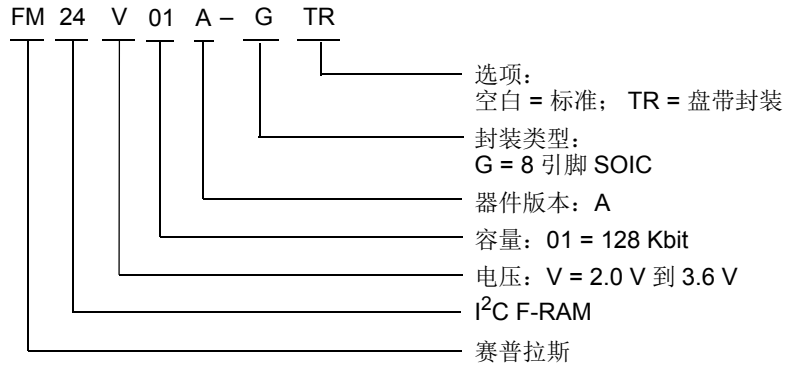 FM 24 V 01 A – G TR
选项：
空白 = 标准； TR = 盘带封装
封装类型：
G = 8 引脚 SOIC
器件版本：A
容量：01 = 128 Kbit
电压：V = 2.0 V 到 3.6 V
I²C F-RAM
赛普拉斯